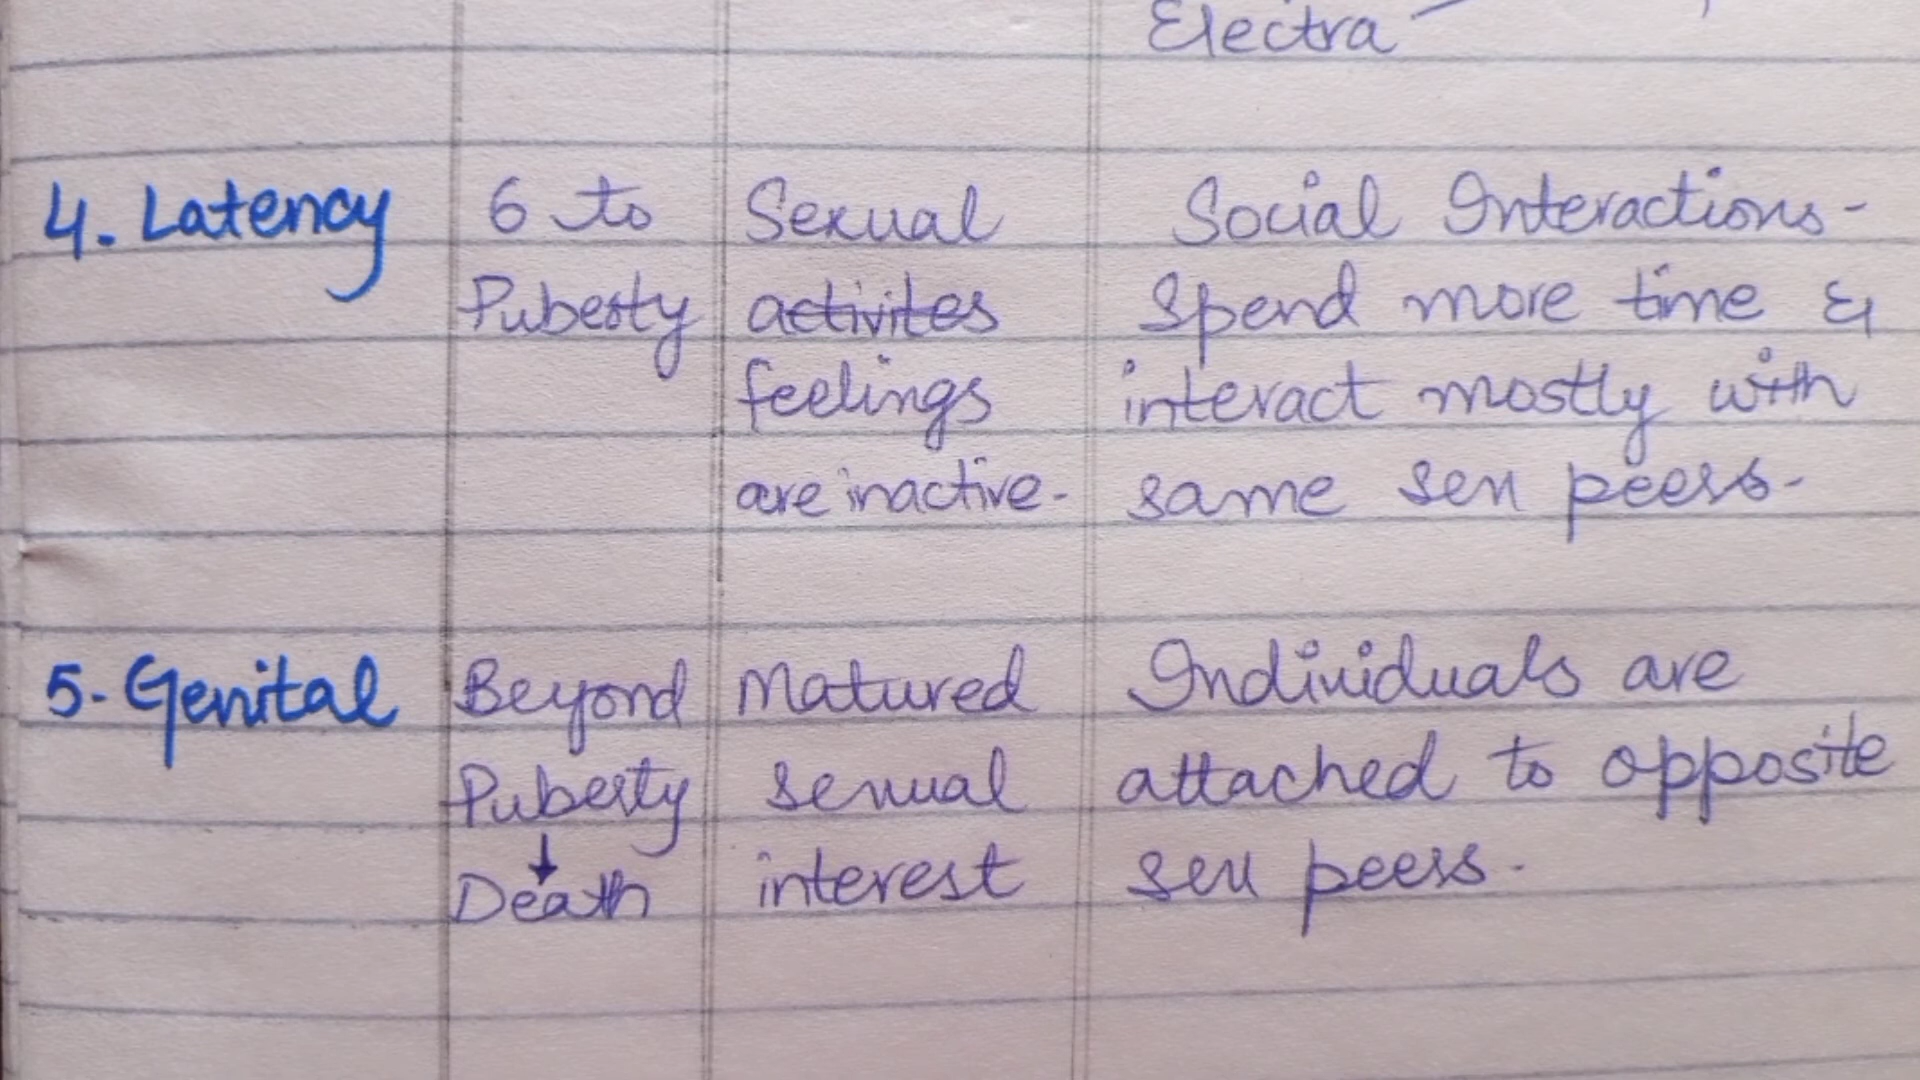 Electra
4. Latency 6 to Sexual Social Interactions-
Puberty activites Spend more time &
feelings interact mostly with
are inactive. same sex peers.
5. Genital Beyond Matured Individuals are
Puberty sexual attached to opposite
↓
Death interest sex peers.